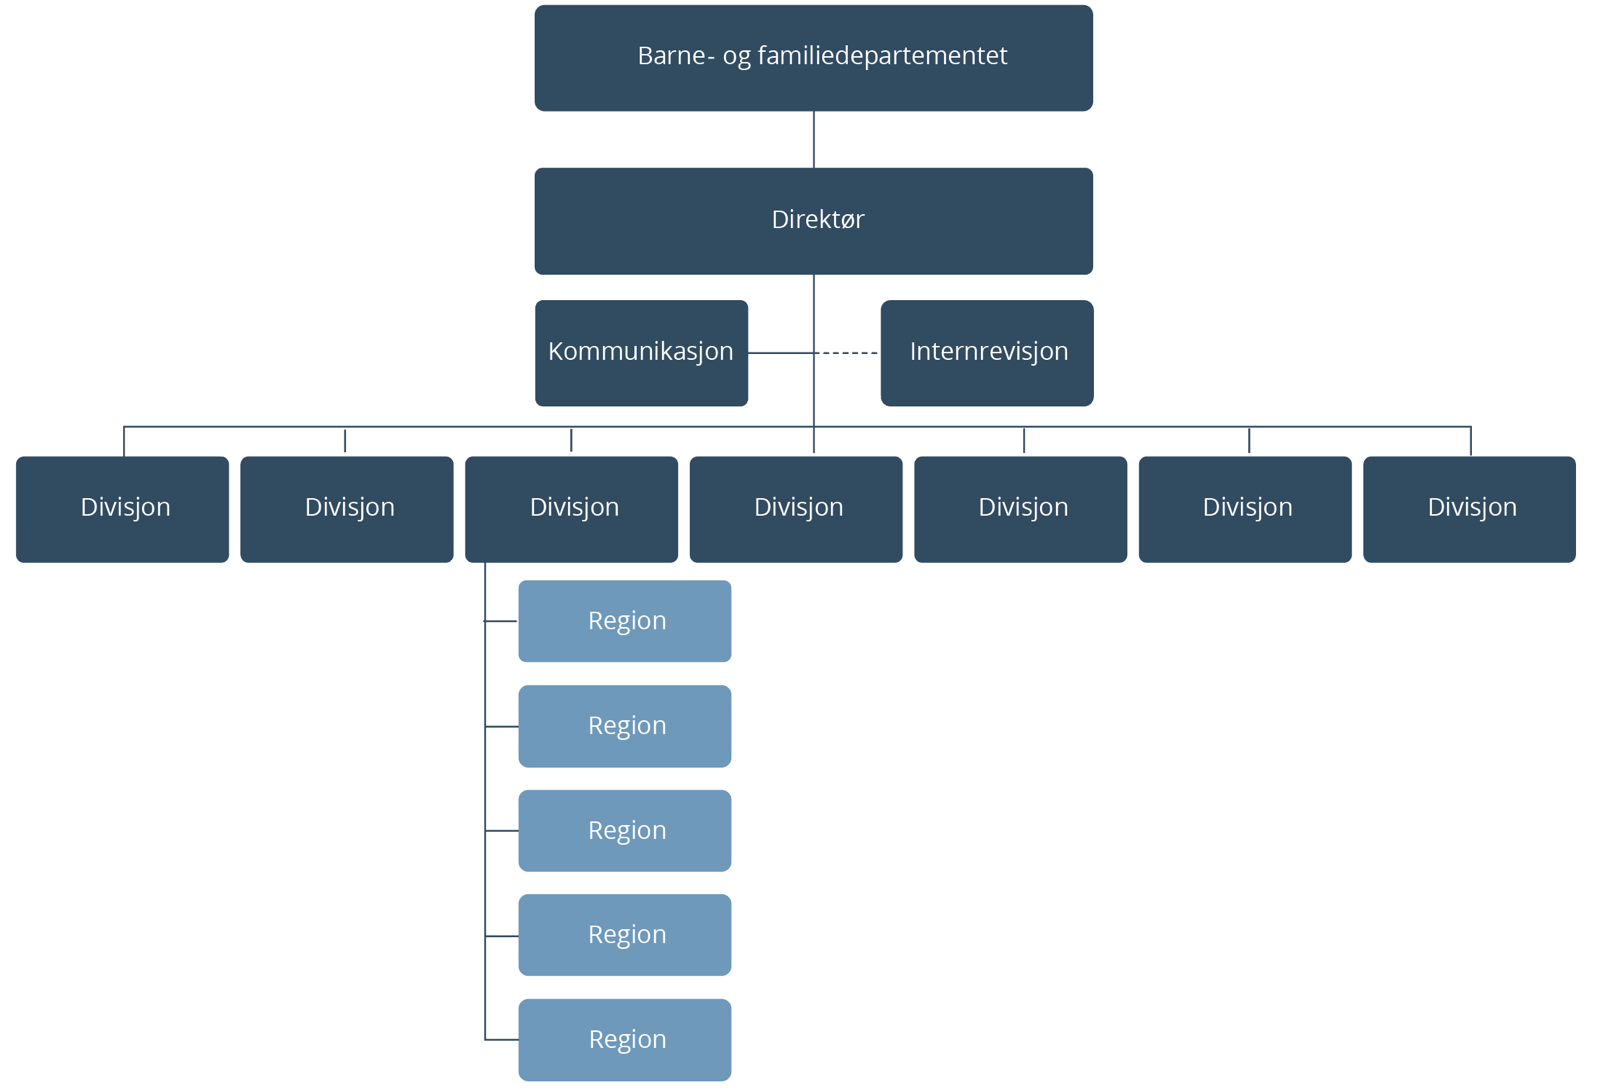 Barne- og familiedepartementet
Direktør
Kommunikasjon
Internrevisjon
Divisjon
Divisjon
Divisjon
Divisjon
Divisjon
Divisjon
Divisjon
Region
Region
Region
Region
Region